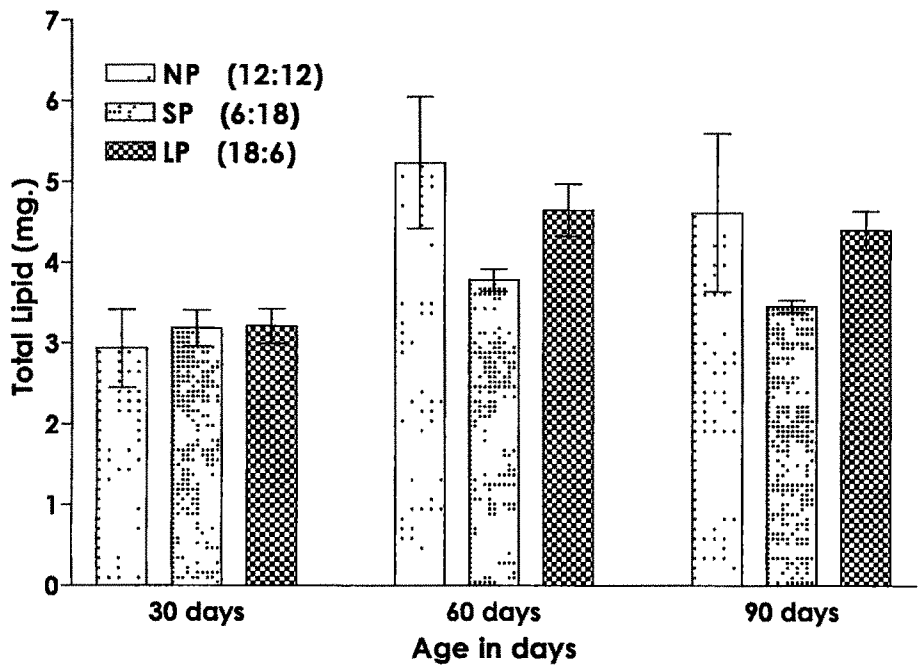 7
6
5
4
3
2
1
0
Total Lipid (mg.)
NP (12:12)
SP (6:18)
LP (18:6)
30 days
60 days
90 days
Age in days